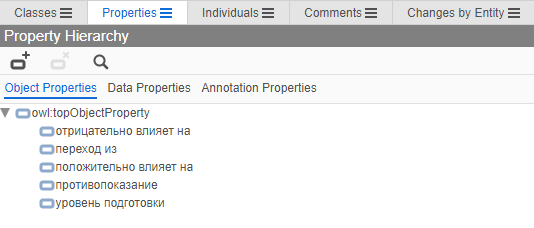 Classes Properties Individuals Comments Changes by Entity
Property Hierarchy
Object Properties Data Properties Annotation Properties
owl:topObjectProperty
отрицательно влияет на
переход из
положительно влияет на
противопоказание
уровень подготовки